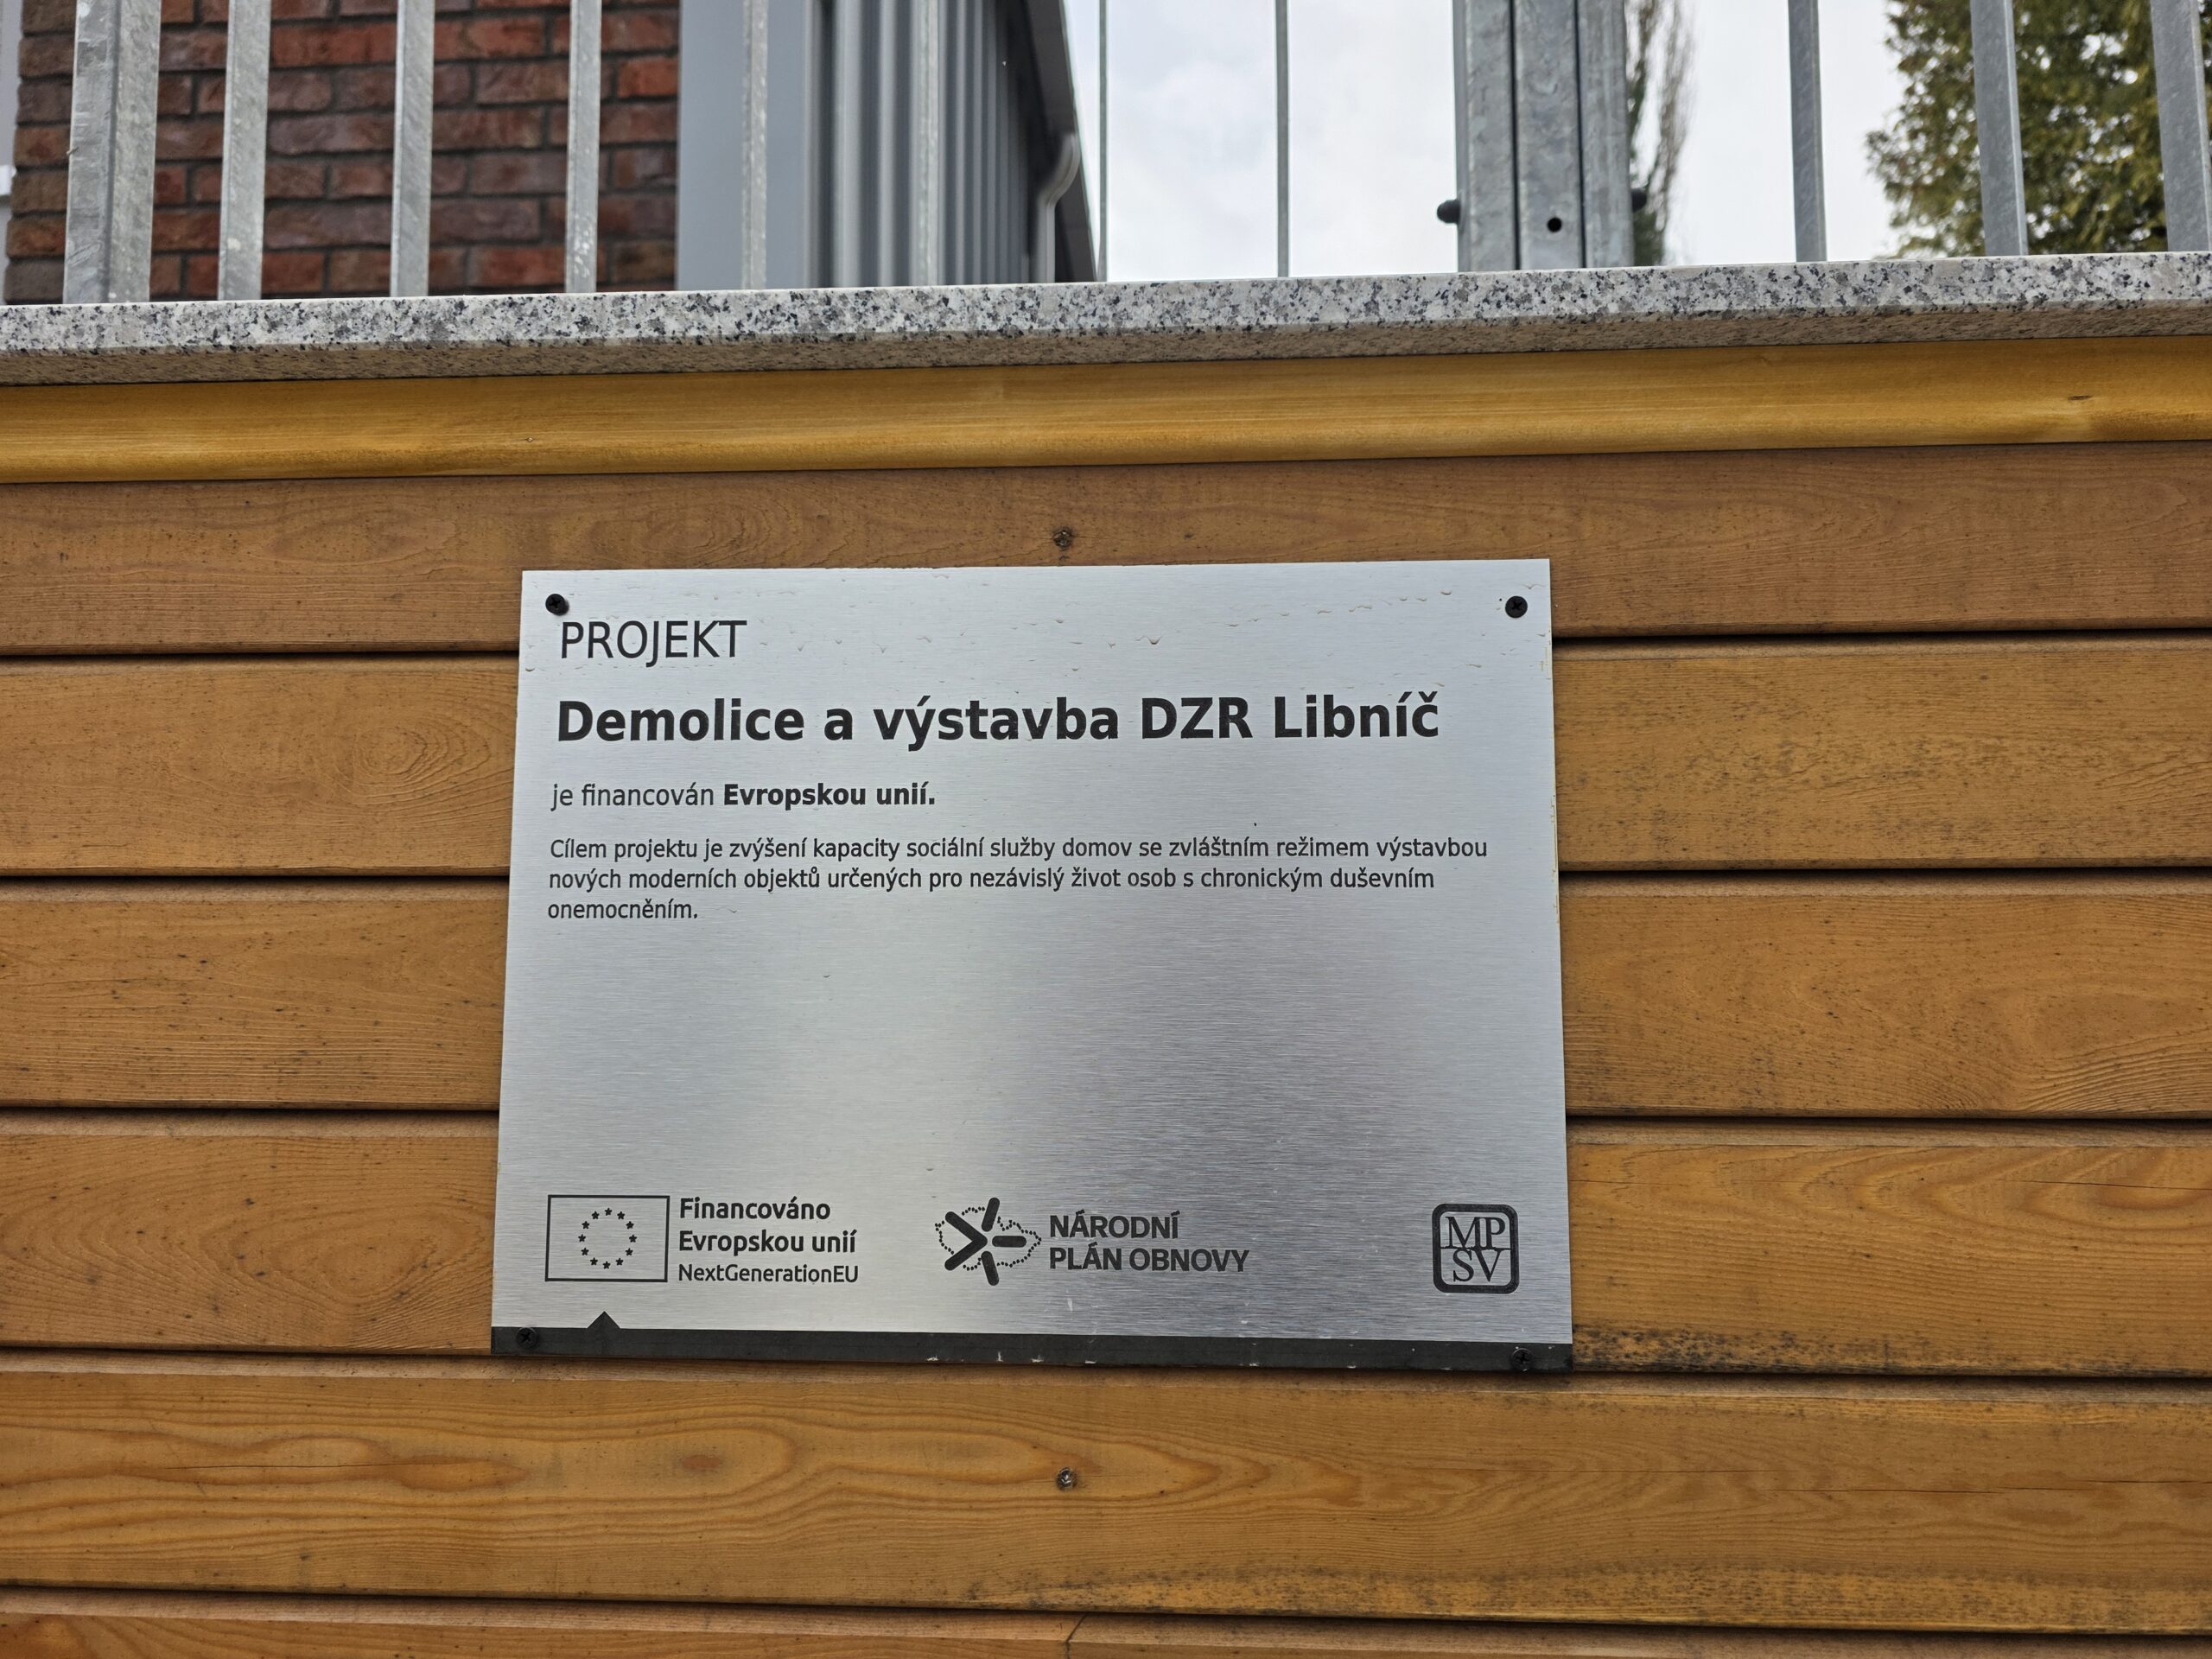 PROJEKT
Demolice a výstavba DZR Libníč
je financován Evropskou unií.
Cílem projektu je zvýšení kapacity sociální služby domov se zvláštním režimem výstavbou
nových moderních objektů určených pro nezávislý život osob s chronickým duševním
onemocněním.
Financováno
Evropskou unií
NextGenerationEU
NÁRODNÍ
PLÁN OBNOVY
MP
SV